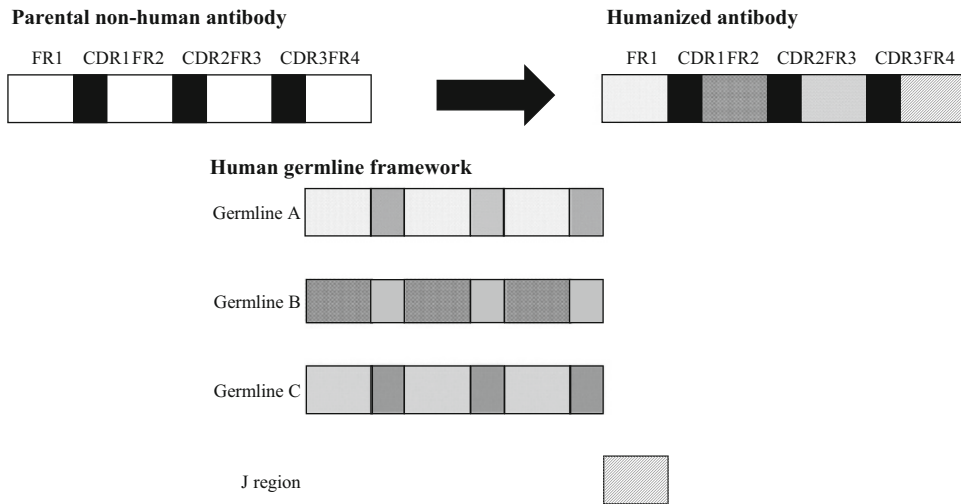 Parental non-human antibody
Humanized antibody
FR1 CDR1FR2 CDR2FR3 CDR3FR4
FR1 CDR1FR2 CDR2FR3 CDR3FR4
Human germline framework
Germline A
Germline B
Germline C
J region